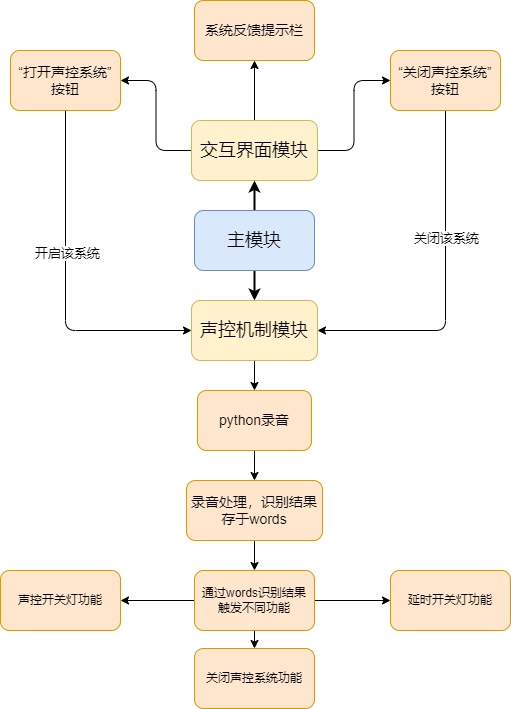 系统反馈提示栏
“打开声控系统”
按钮
“关闭声控系统”
按钮
交互界面模块
主模块
开启该系统
关闭该系统
声控机制模块
python录音
录音处理，识别结果
存于words
声控开关灯功能
通过words识别结果
触发不同功能
延时开关灯功能
关闭声控系统功能